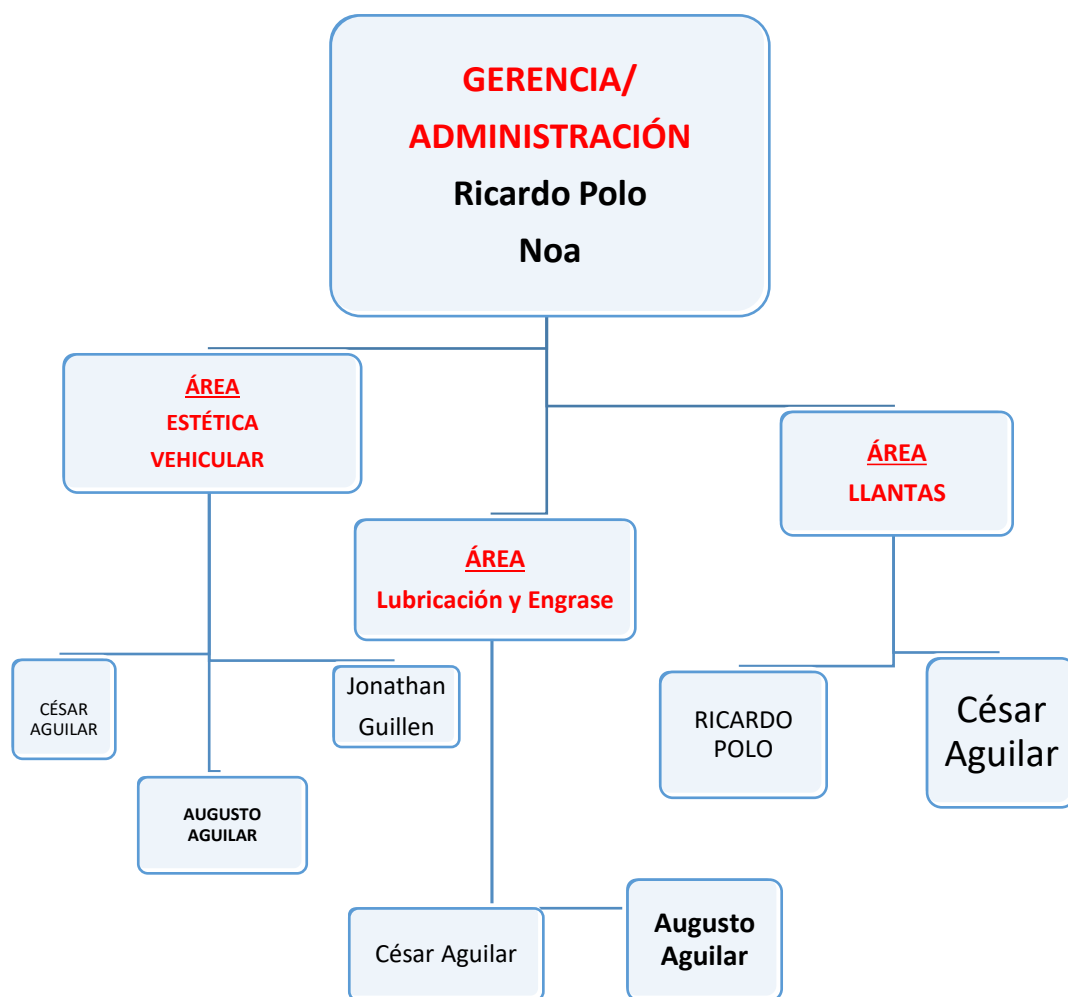 GERENCIA/
ADMINISTRACIÓN
Ricardo Polo
Noa
ÁREA
ESTÉTICA
VEHICULAR
ÁREA
Lubricación y Engrase
ÁREA
LLANTAS
CÉSAR
AGUILAR
AUGUSTO
AGUILAR
Jonathan
Guillen
César Aguilar
Augusto
Aguilar
RICARDO
POLO
César
Aguilar